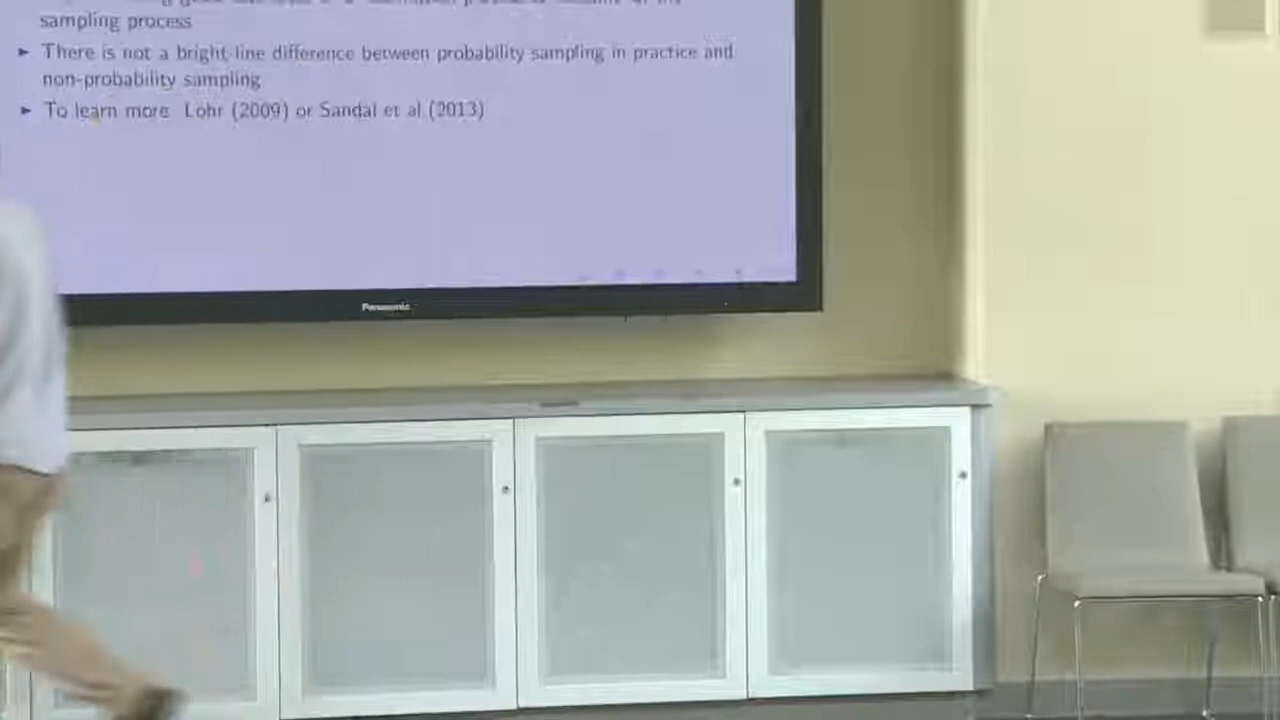 sampling process
► There is not a bright-line difference between probability sampling in practice and
non-probability sampling
► To learn more Lohr (2009) or Sandal et al (2013)
Panasonic